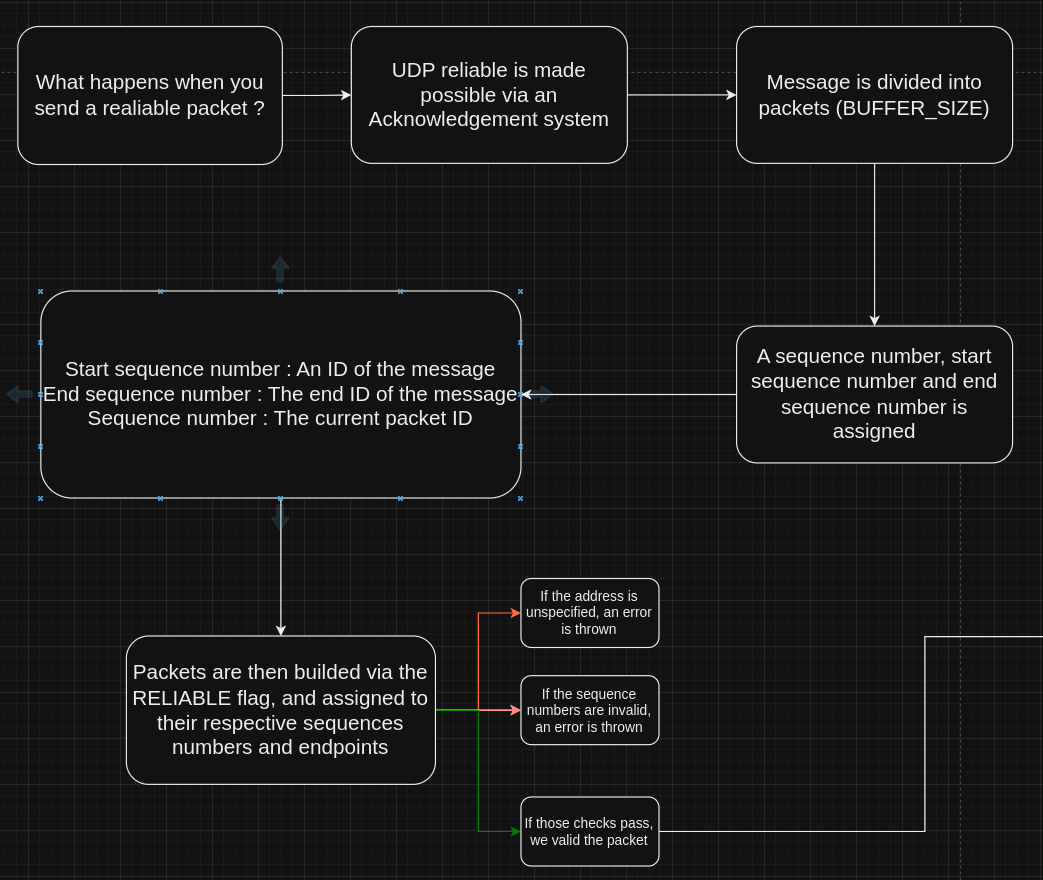 What happens when you
send a realiable packet ?
UDP reliable is made
possible via an
Acknowledgement system
Message is divided into
packets (BUFFER_SIZE)
A sequence number, start
sequence number and end
sequence number is
assigned
Start sequence number : An ID of the message
End sequence number : The end ID of the message
Sequence number : The current packet ID
Packets are then builded via the
RELIABLE flag, and assigned to
their respective sequences
numbers and endpoints
If the address is
unspecified, an error
is thrown
If the sequence
numbers are invalid,
an error is thrown
If those checks pass,
we valid the packet